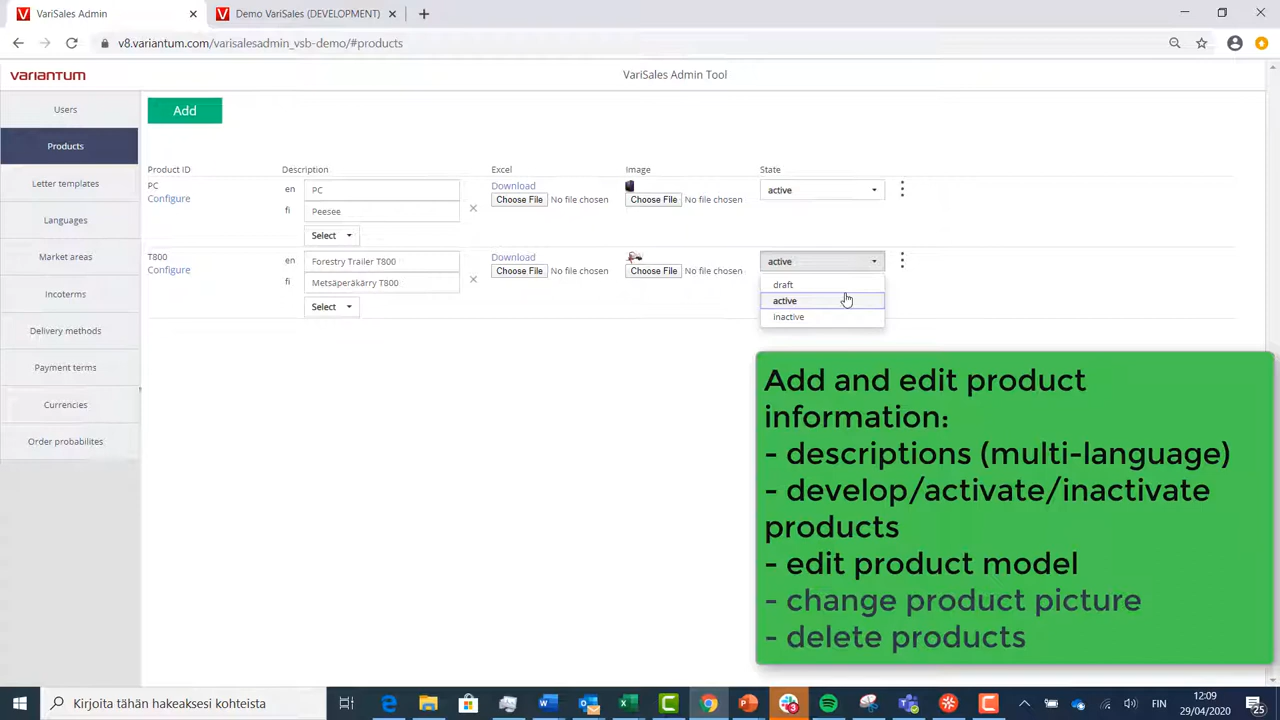 VariSales Admin
Demo VariSales (DEVELOPMENT)
v8.variantum.com/varisalesadmin_vsb-demo/#products
VARIANTUM
VariSales Admin Tool
Users
Products
Letter templates
Languages
Market areas
Incoterms
Delivery methods
Payment terms
Currencies
Order probabilites
Add
Product ID Description Excel Image State
PC en PC Download active
Configure fi Peesee Choose File No file chosen Choose File No file chosen
Select
T800 en Forestry Trailer T800 Download active
Configure fi Metsäperäkärry T800 Choose File No file chosen Choose File No file chosen
Select
draft
active
inactive
Add and edit product
information:
- descriptions (multi-language)
- develop/activate/inactivate
products
- edit product model
- change product picture
- delete products
Kirjoita tähän hakeaksesi kohteista
3
FIN
12:09
29/04/2020
25